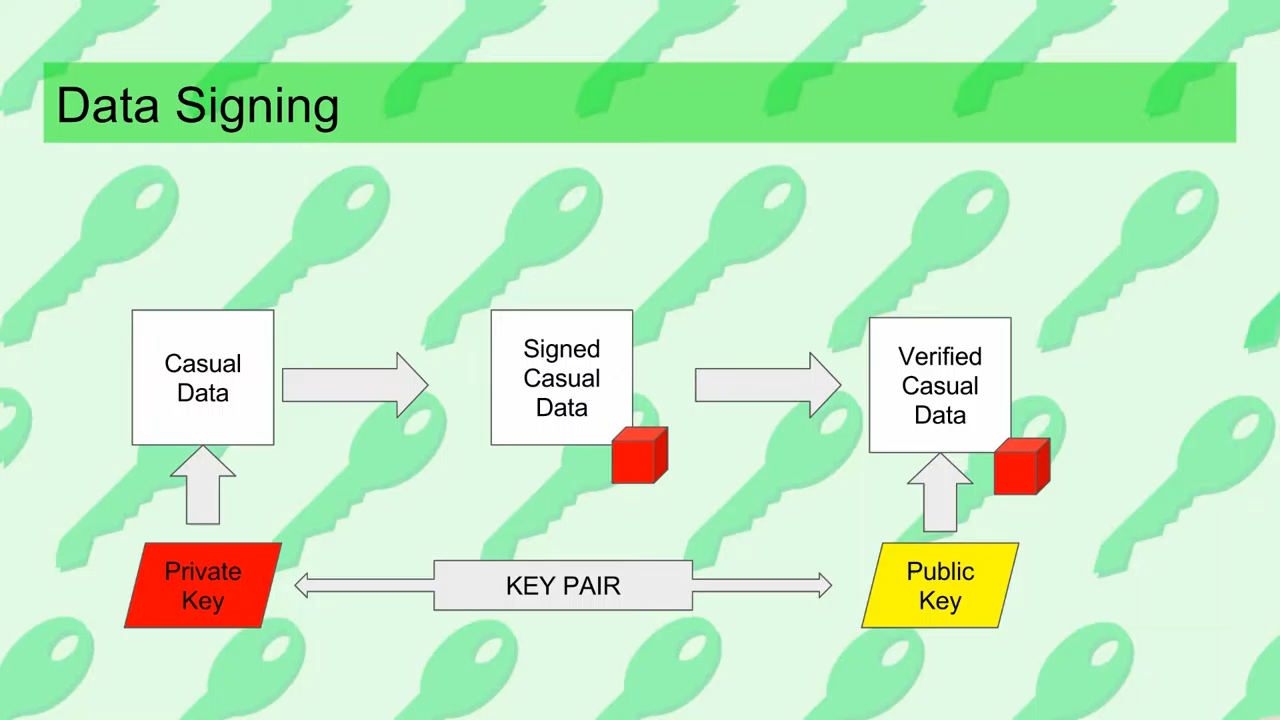 Data Signing
Casual
Data
Signed
Casual
Data
Verified
Casual
Data
Private
Key
KEY PAIR
Public
Key